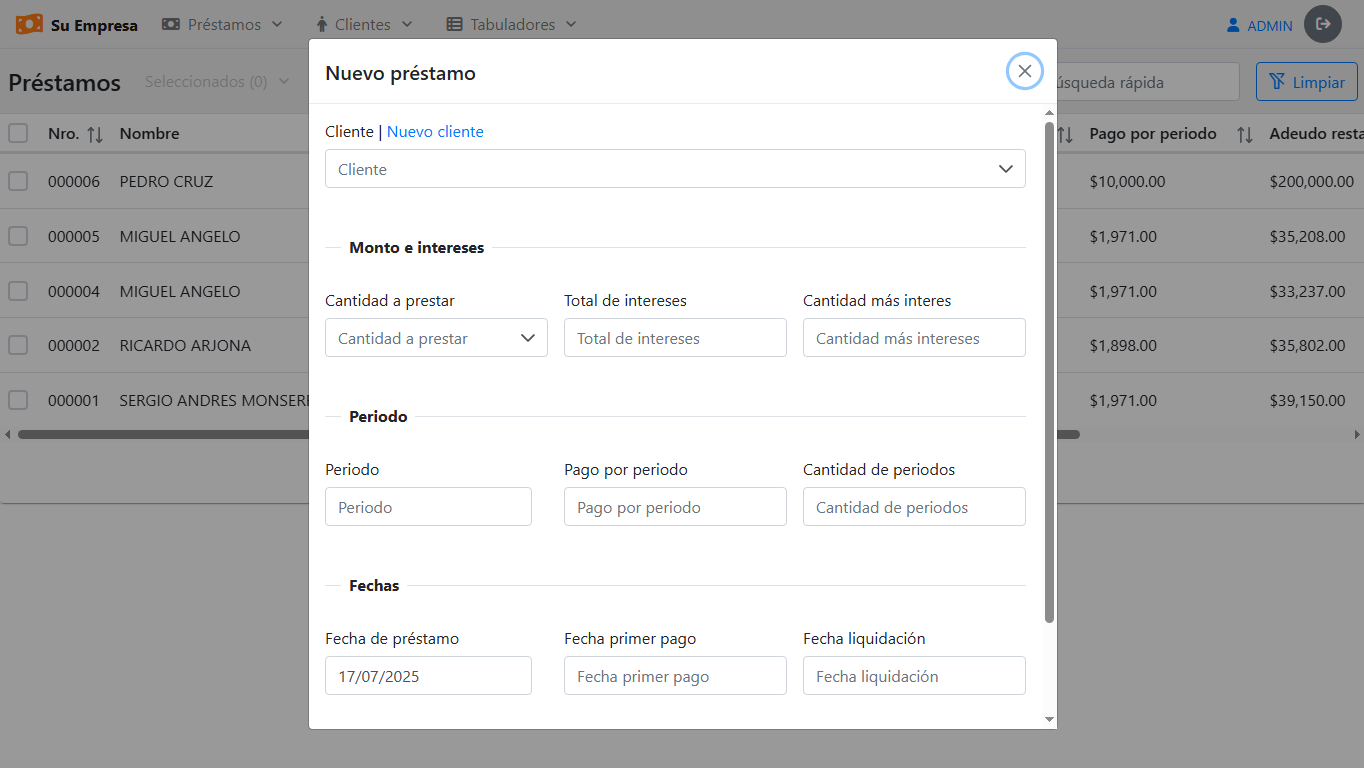 Su Empresa
Préstamos
Clientes
Tabuladores
ADMIN
Préstamos
Seleccionados (0)
rápida
Limpiar
Nro.
Nombre
Pago por periodo
Adeudo
000006 PEDRO CRUZ $10,000.00 $200,000.00
000005 MIGUEL ANGELO $1,971.00 $35,208.00
000004 MIGUEL ANGELO $1,971.00 $33,237.00
000002 RICARDO ARJONA $1,898.00 $35,802.00
000001 SERGIO ANDRES $1,971.00 $39,150.00
Nuevo préstamo
Cliente | Nuevo cliente
Cliente
Monto e intereses
Cantidad a prestar Total de intereses Cantidad más interes
Cantidad a prestar Total de intereses Cantidad más intereses
Periodo
Periodo Pago por periodo Cantidad de periodos
Periodo Pago por periodo Cantidad de periodos
Fechas
Fecha de préstamo Fecha primer pago Fecha liquidación
17/07/2025 Fecha primer pago Fecha liquidación